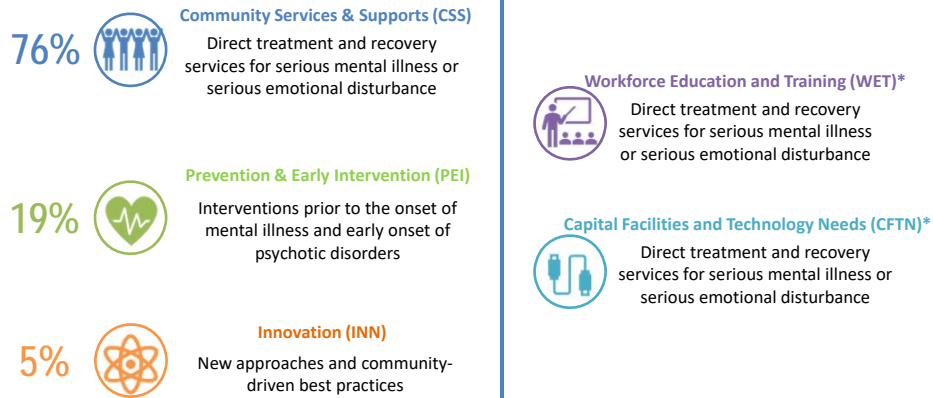 Community Services & Supports (CSS)
76%
Direct treatment and recovery
services for serious mental illness or
serious emotional disturbance
Prevention & Early Intervention (PEI)
19%
Interventions prior to the onset of
mental illness and early onset of
psychotic disorders
Innovation (INN)
5%
New approaches and community-
driven best practices
Workforce Education and Training (WET)*
Direct treatment and recovery
services for serious mental illness
or serious emotional disturbance
Capital Facilities and Technology Needs (CFTN)*
Direct treatment and recovery
services for serious mental illness or
serious emotional disturbance